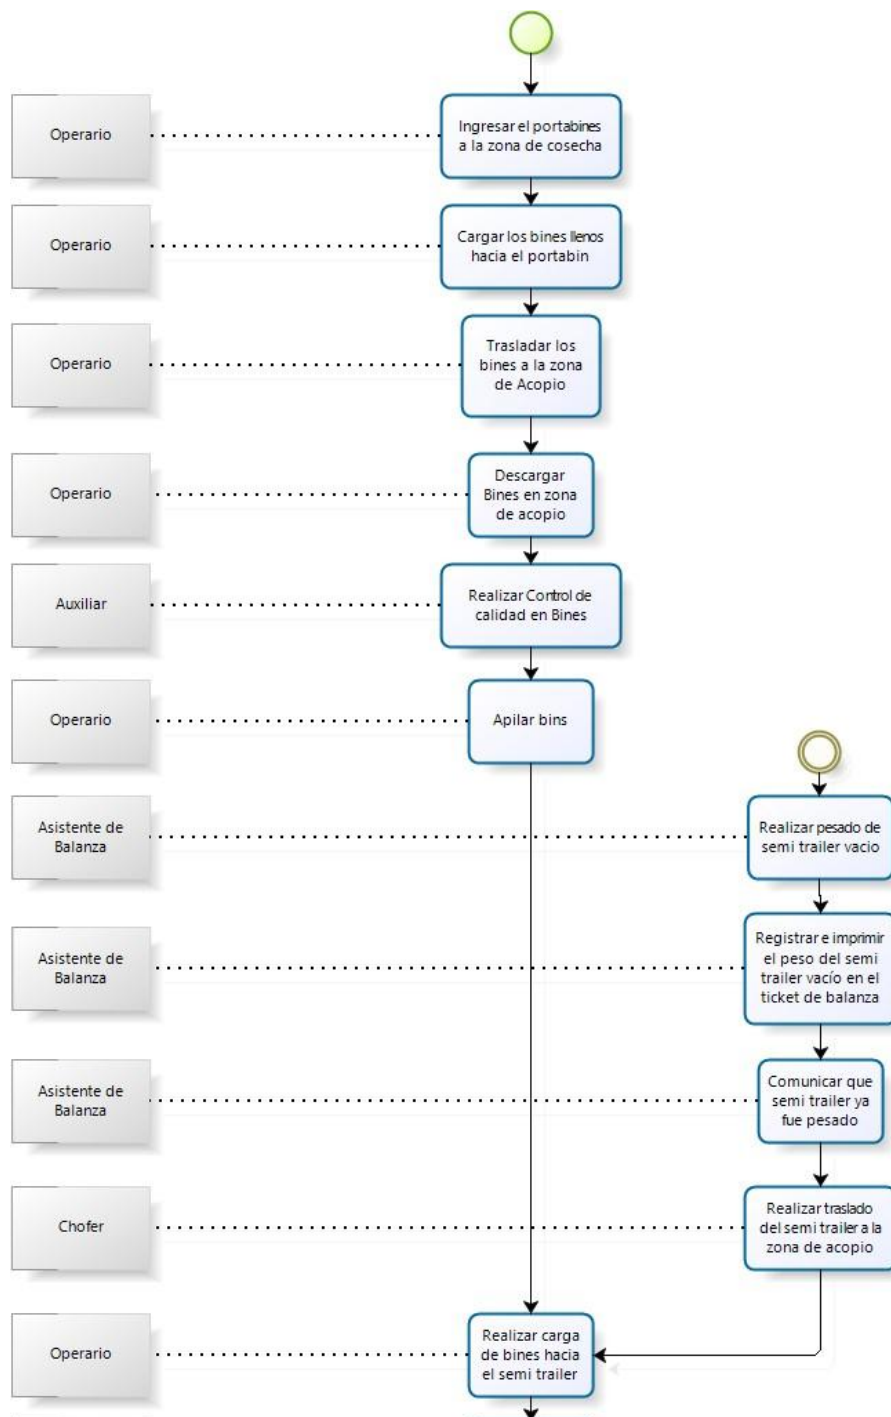 Operario
Ingresar el portabines
a la zona de cosecha
Operario
Cargar los bines llenos
hacia el portabin
Operario
Trasladar los
bines a la zona
de Acopio
Operario
Descargar
Bines en zona
de acopio
Auxiliar
Realizar Control de
calidad en Bines
Operario
Apilar bins
Asistente de
Balanza
Realizar pesado de
semi trailer vacio
Asistente de
Balanza
Registrar e imprimir
el peso del semi
trailer vacío en el
ticket de balanza
Asistente de
Balanza
Comunicar que
semi trailer ya
fue pesado
Chofer
Realizar traslado
del semi trailer a la
zona de acopio
Operario
Realizar carga
de bines hacia
el semi trailer